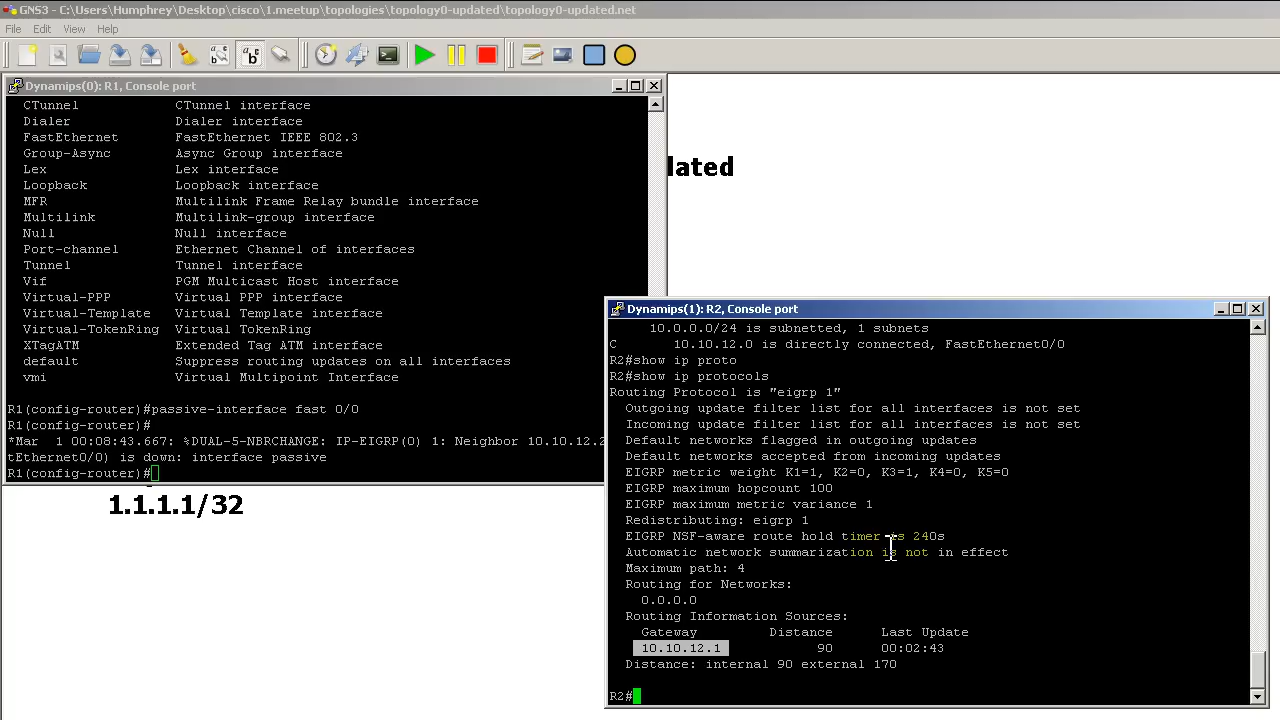 GNS3 - C:\Users\Humphrey\Desktop\cisco\1.meetup\topologies\topology0-updated\topology0-updated.net
File Edit View Help
Dynamips(0): R1, Console port
CTunnel CTunnel interface
Dialer Dialer interface
FastEthernet FastEthernet IEEE 802.3
Group-Async Async Group interface
Lex Lex interface
Loopback Loopback interface
MFR Multilink Frame Relay bundle interface
Multilink Multilink-group interface
Null Null interface
Port-channel Ethernet Channel of interfaces
Tunnel Tunnel interface
Vif PGM Multicast Host interface
Virtual-PPP Virtual PPP interface
Virtual-Template Virtual Template interface
Virtual-TokenRing Virtual TokenRing
XTagATM Extended Tag ATM interface
default Suppress routing updates on all interfaces
vmi Virtual Multipoint Interface
R1(config-router)#passive-interface fast 0/0
R1(config-router)#
*Mar 1 00:08:43.667: %DUAL-5-NBRCHANGE: IP-EIGRP(0) 1: Neighbor 10.10.12.2
tEthernet0/0) is down: interface passive
R1(config-router)#
lated
1.1.1.1/32
Dynamips(1): R2, Console port
10.0.0.0/24 is subnetted, 1 subnets
C 10.10.12.0 is directly connected, FastEthernet0/0
R2#show ip proto
R2#show ip protocols
Routing Protocol is "eigrp 1"
Outgoing update filter list for all interfaces is not set
Incoming update filter list for all interfaces is not set
Default networks flagged in outgoing updates
Default networks accepted from incoming updates
EIGRP metric weight K1=1, K2=0, K3=1, K4=0, K5=0
EIGRP maximum hopcount 100
EIGRP maximum metric variance 1
Redistributing: eigrp 1
EIGRP NSF-aware route hold timer is 240s
Automatic network summarization is not in effect
Maximum path: 4
Routing for Networks:
0.0.0.0
Routing Information Sources:
Gateway Distance Last Update
10.10.12.1 90 00:02:43
Distance: internal 90 external 170
R2#